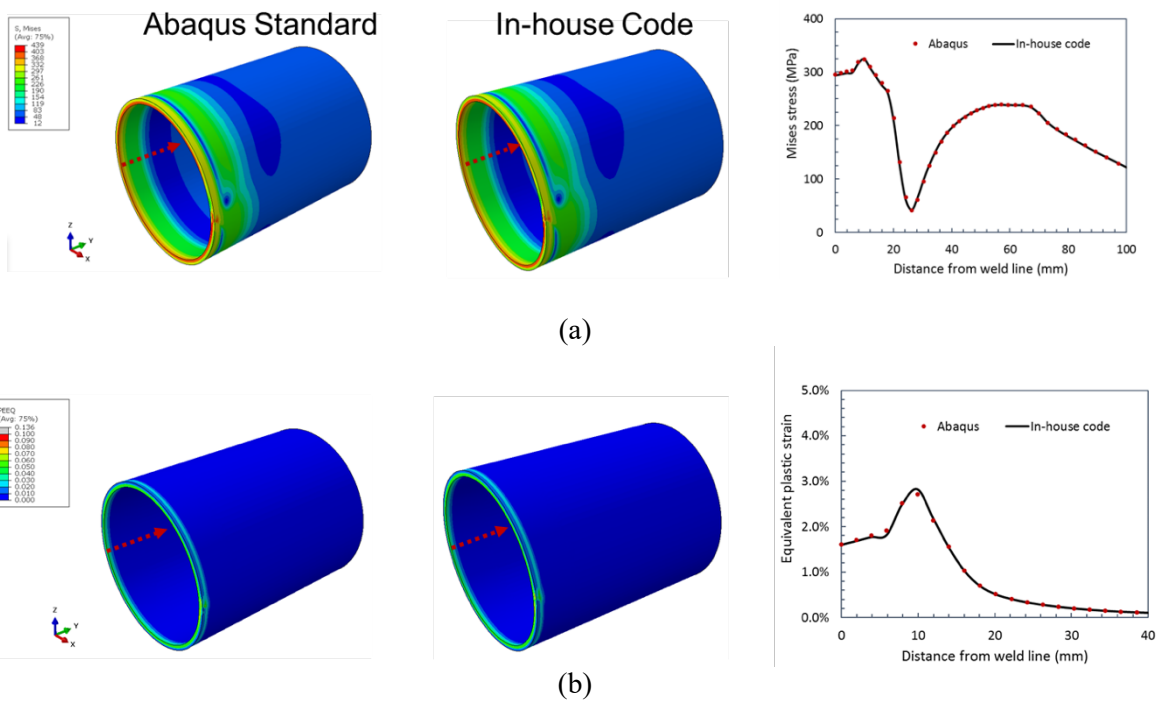 Abaqus Standard
In-house Code
S, Mises
(Avg: 75%)
439
403
368
332
297
261
226
190
154
119
83
48
12
Z
Y
X
Mises stress (MPa)
400
300
200
100
0
Abaqus
In-house code
0
20
40
60
80
100
Distance from weld line (mm)
(a)
PEEQ
(Avg: 75%)
0.136
0.100
0.090
0.080
0.070
0.060
0.050
0.040
0.030
0.020
0.010
0.000
Z
Y
X
Equivalent plastic strain
5.0%
4.0%
3.0%
2.0%
1.0%
0.0%
Abaqus
In-house code
0
10
20
30
40
Distance from weld line (mm)
(b)